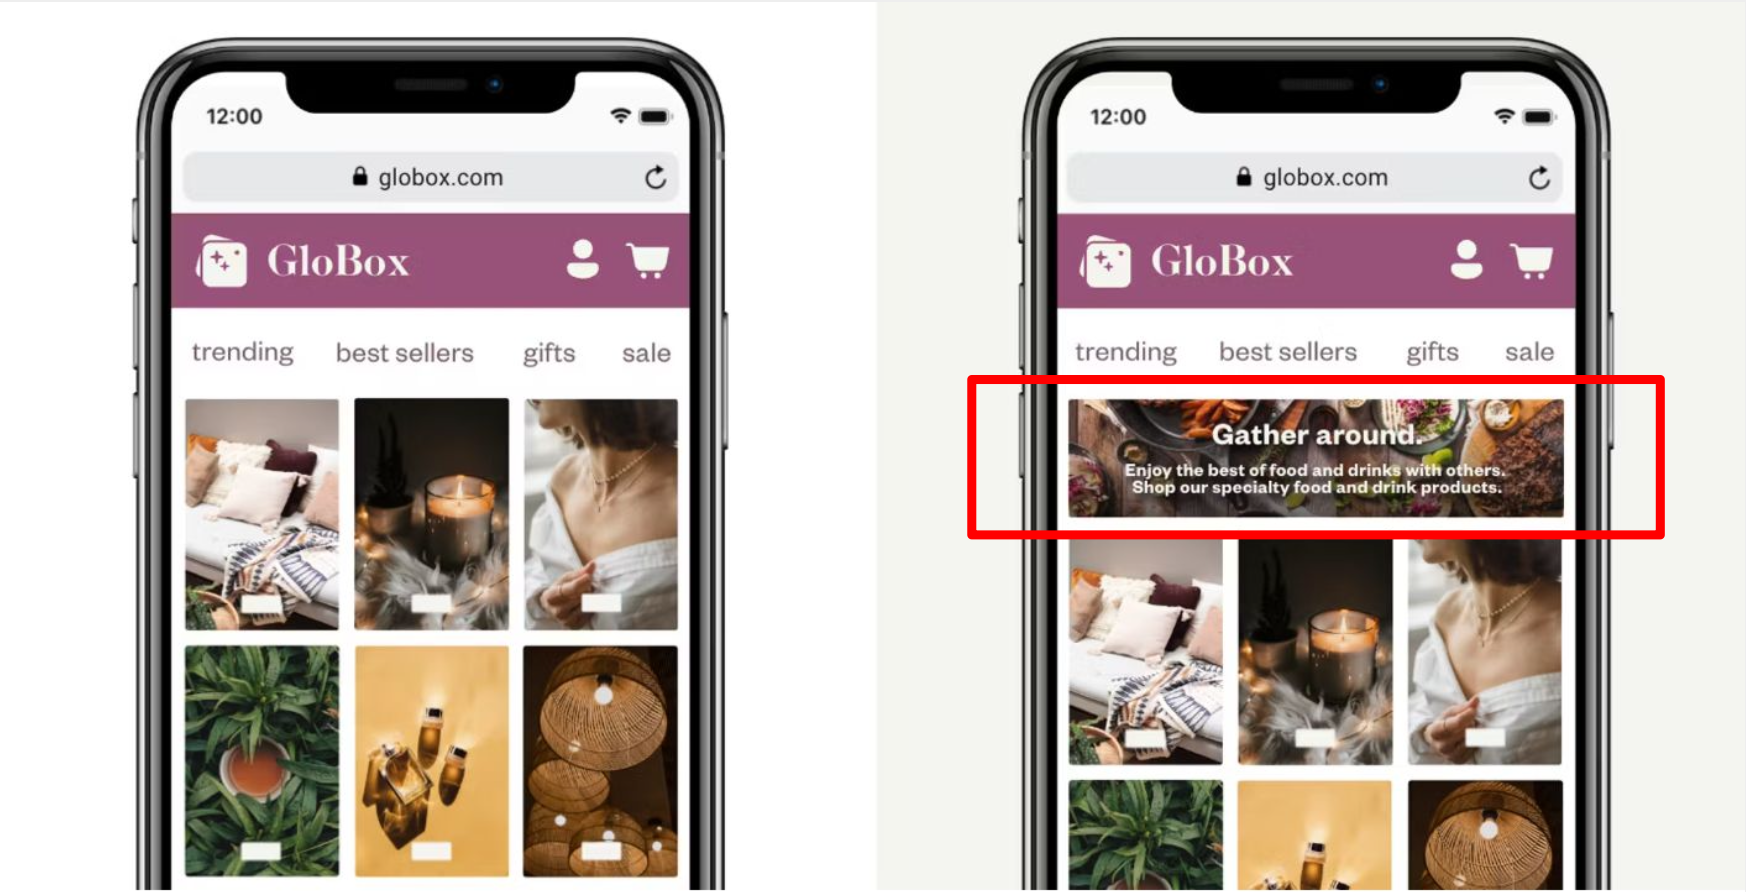 12:00
globox.com
GloBox
trending best sellers gifts sale
12:00
globox.com
GloBox
trending best sellers gifts sale
Gather around.
Enjoy the best of food and drinks with others.
Shop our specialty food and drink products.